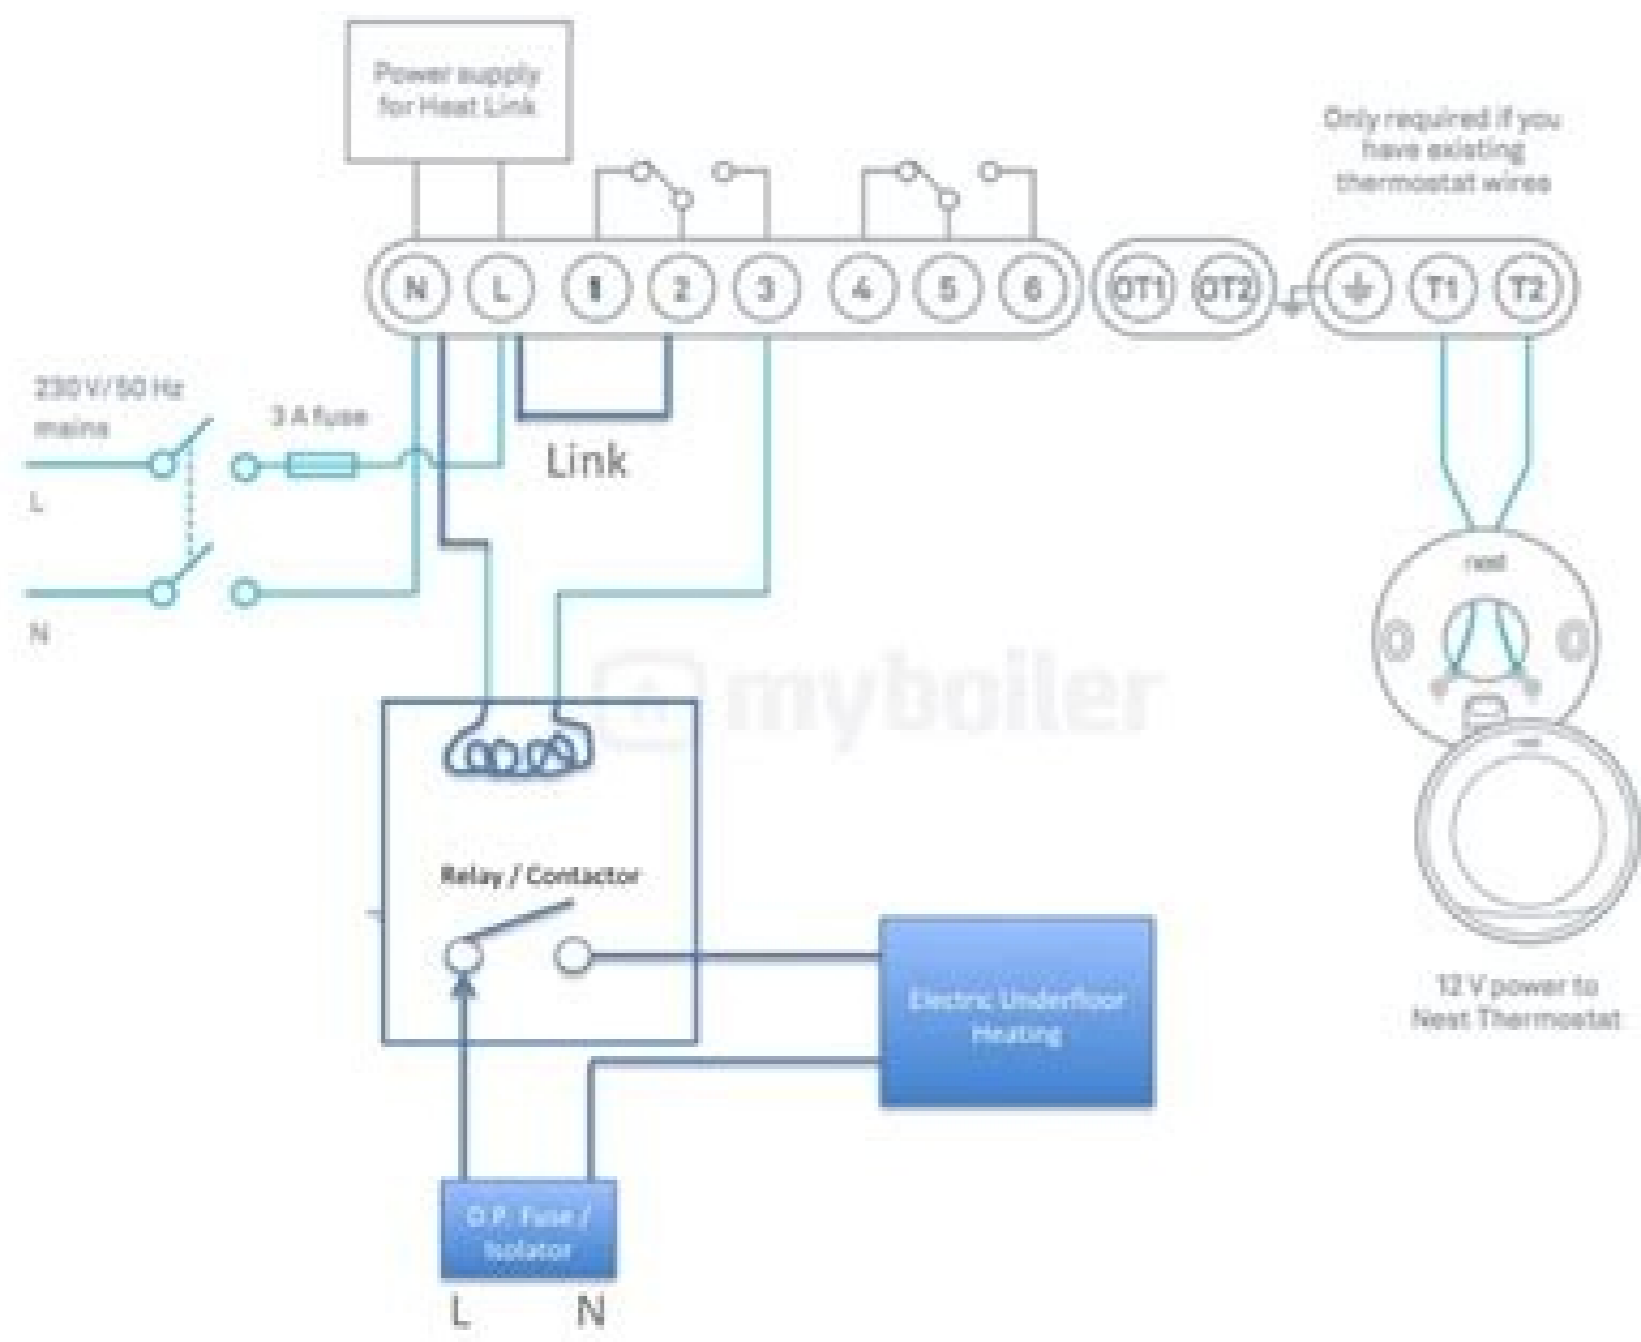 Power supply
for Heat Link
Only required if you
have existing
thermostat wires
N L 1 2 3 4 5 6 OT1 OT2 T1 T2
230 V/50 Hz
mains
3 A fuse
Link
L
N
nest
myboiler
Relay / Contactor
Electric Underfloor
Heating
12 V power to
Nest Thermostat
D.P. Fuse /
Isolator
L N